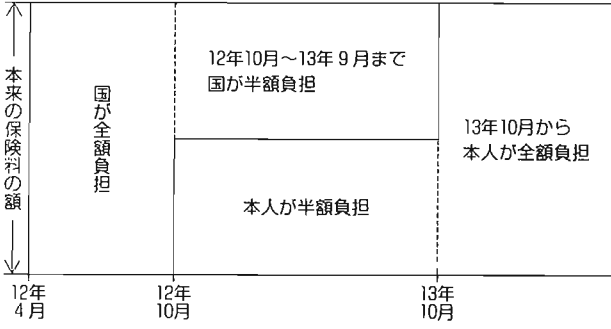 本来の保険料の額
国が全額負担
12年10月～13年9月まで
国が半額負担
本人が半額負担
13年10月から
本人が全額負担
12年
4月
12年
10月
13年
10月